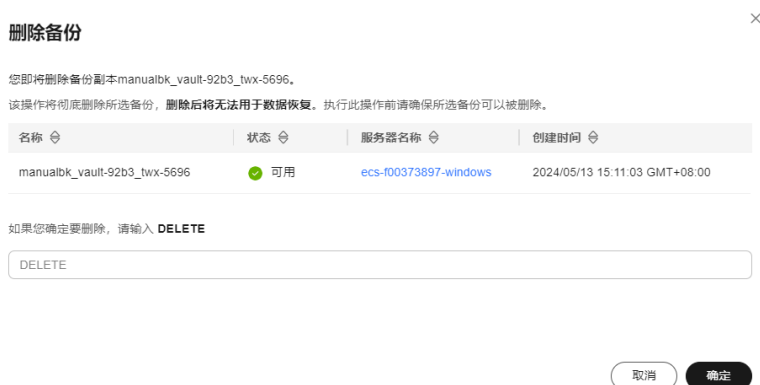 删除备份
您即将删除备份副本manualbk_vault-92b3_twx-5696。
该操作将彻底删除所选备份，删除后将无法用于数据恢复。执行此操作前请确保所选备份可以被删除。
名称 状态 服务器名称 创建时间
manualbk_vault-92b3_twx-5696 可用 ecs-f00373897-windows 2024/05/13 15:11:03 GMT+08:00
如果您确定要删除，请输入 DELETE
DELETE
取消 确定